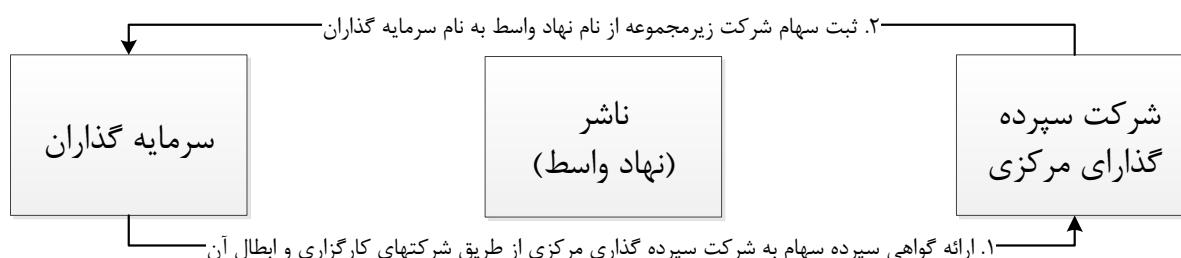 ۲. ثبت سهام شرکت زیرمجموعه از نام نهاد واسط به نام سرمایه گذاران
شرکت سپرده
گذارای مرکزی
ناشر
(نهاد واسط)
سرمایه گذاران
۱. ارائه گواهی سپرده سهام به شرکت سپرده گذاری مرکزی از طریق شرکتهای کارگزاری و ابطال آن